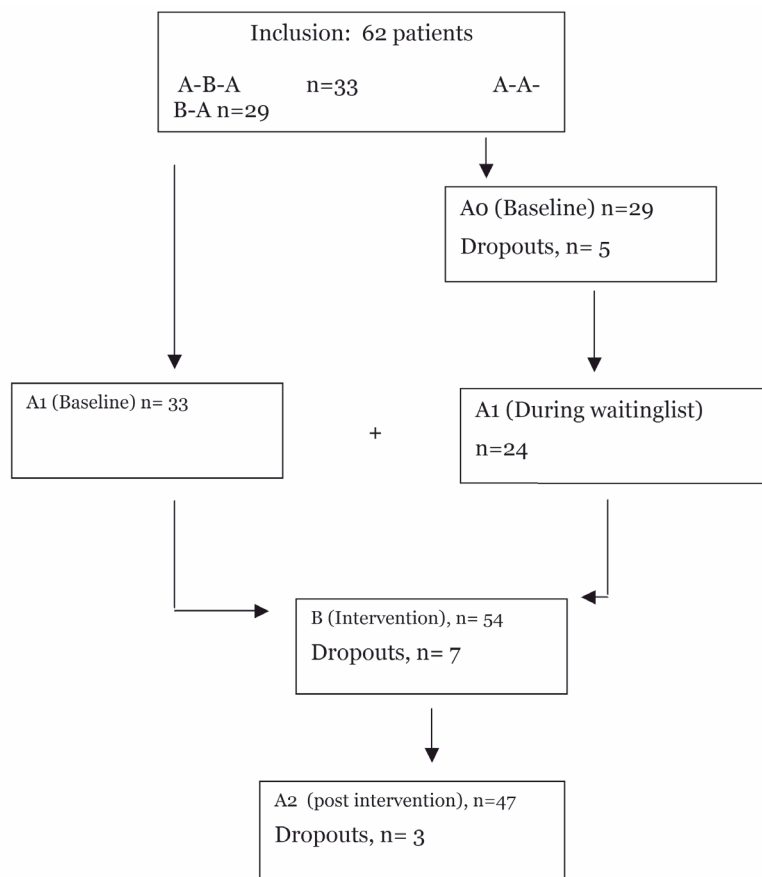 Inclusion: 62 patients
A-B-A n=33 A-A-
B-A n=29
A0 (Baseline) n=29
Dropouts, n= 5
A1 (Baseline) n= 33
+
A1 (During waitinglist)
n=24
B (Intervention), n= 54
Dropouts, n= 7
A2 (post intervention), n=47
Dropouts, n= 3